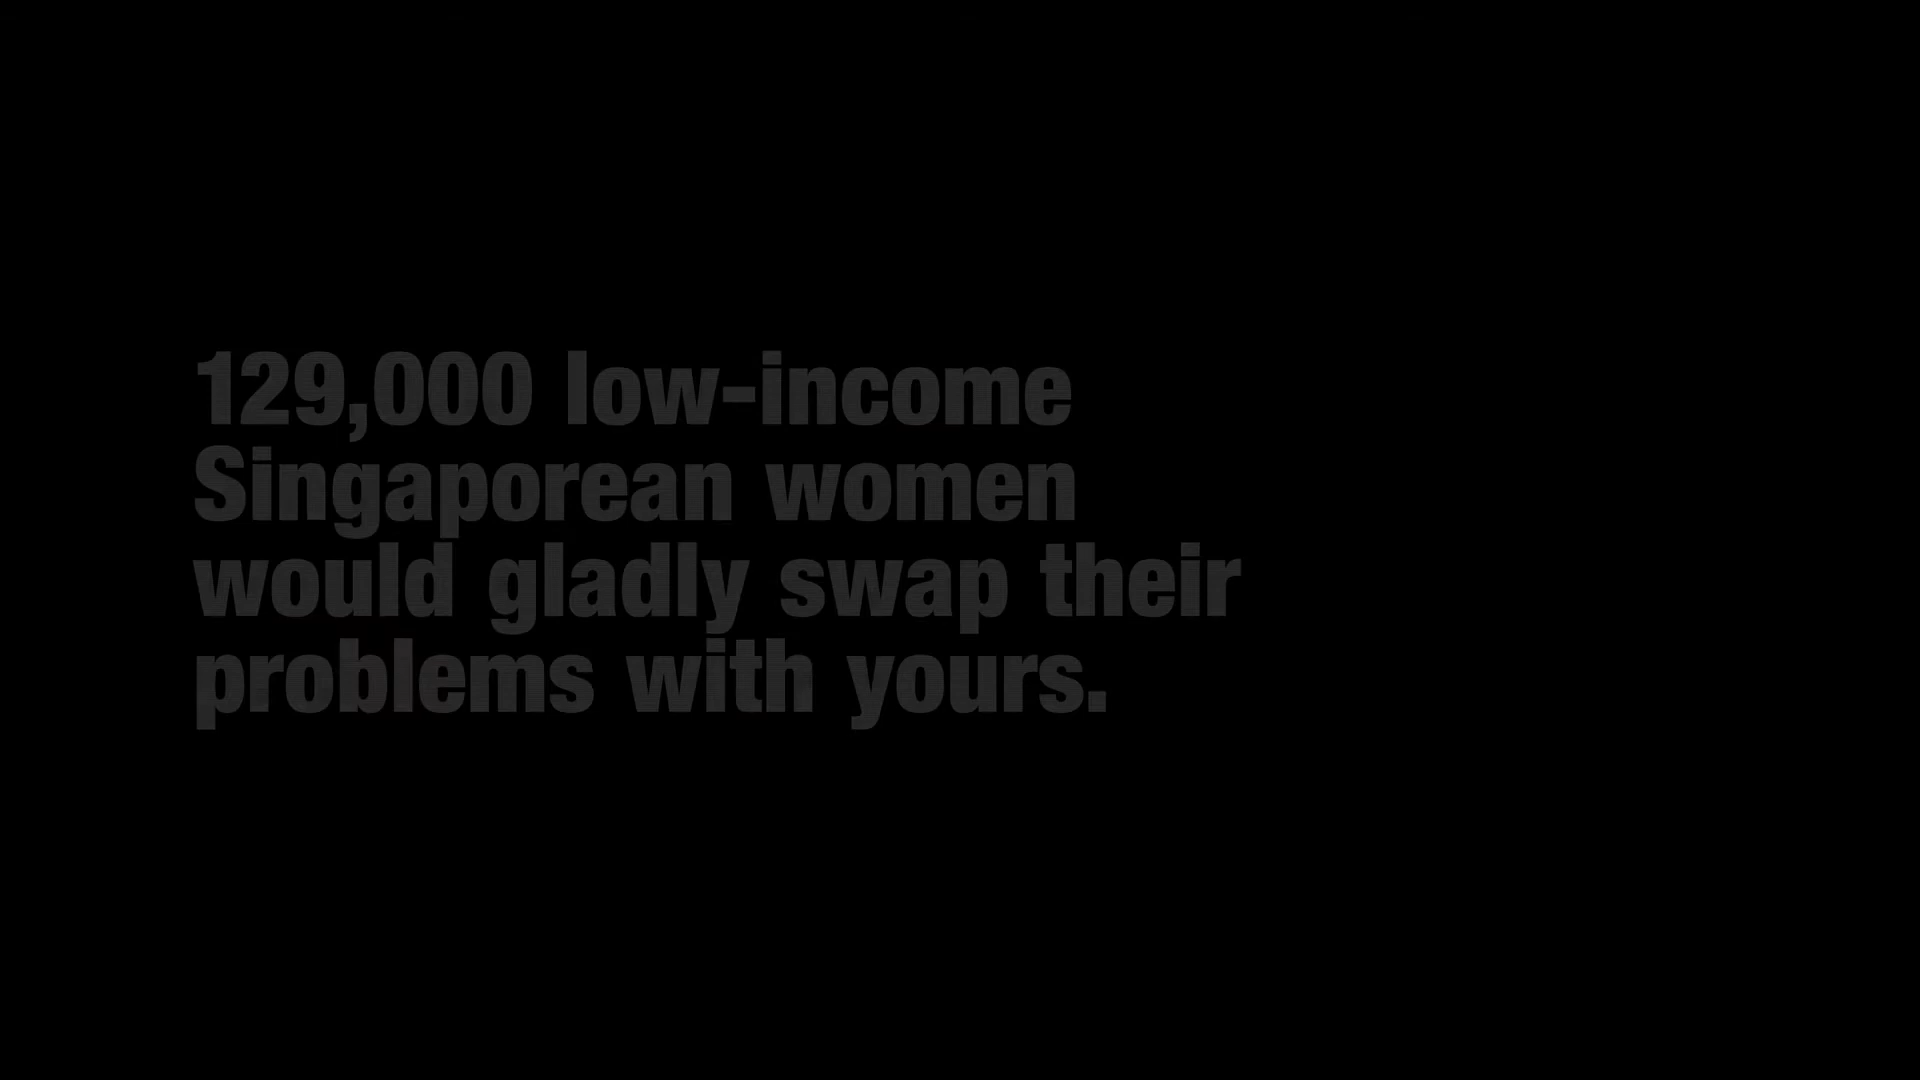 129,000 low-income
Singaporean women
would gladly swap their
problems with yours.